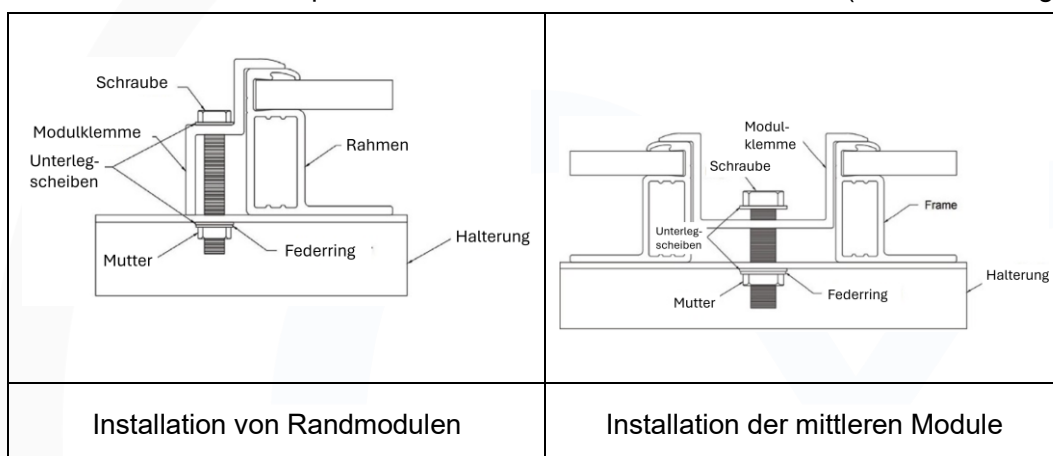 Schraube
Modulklemme
Unterleg-
scheiben
Rahmen
Halterung
Mutter
Federring
Modul-
klemme
Schraube
Frame
Unterleg-
scheiben
Halterung
Mutter
Federring
Installation von Randmodulen
Installation der mittleren Module